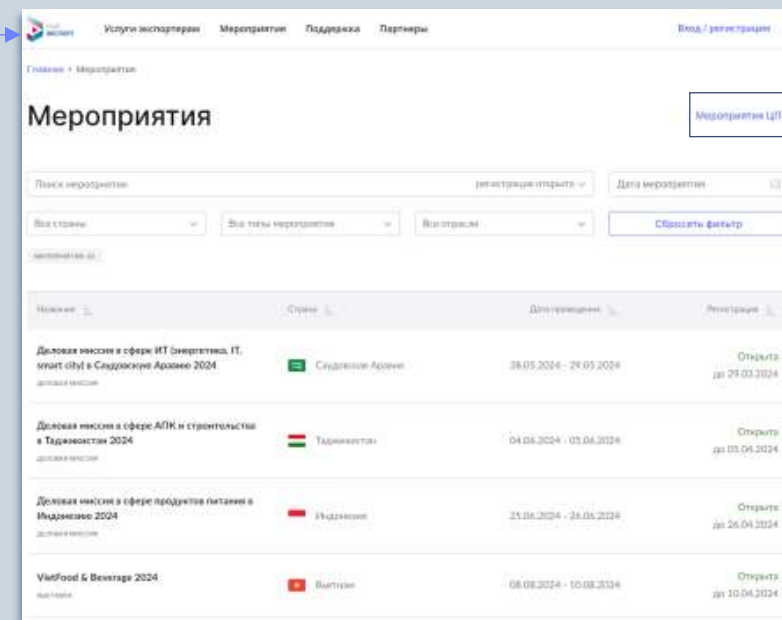 экспорт
Услуги экспортерам Мероприятия Поддержка Партнеры Вход / регистрация
Главная • Мероприятия
Мероприятия
Мероприятия ЦП
Поиск мероприятия регистрация открыта Дата мероприятия
Все страны Все типы мероприятия Все отрасли Сбросить фильтр
Название Страна Дата проведения Регистрация
Деловая миссия в сфере ИТ (энергетика, IT,
smart city) в Саудовскую Аравию 2024
деловая миссия
Саудовская Аравия
28.05.2024 - 29.05.2024
Открыта
до 29.03.2024
Деловая миссия в сфере АПК и строительства
в Таджикистан 2024
деловая миссия
Таджикистан
04.06.2024 - 05.06.2024
Открыта
до 05.04.2024
Деловая миссия в сфере продуктов питания в
Индонезию 2024
деловая миссия
Индонезия
25.06.2024 - 26.06.2024
Открыта
до 26.04.2024
VietFood & Beverage 2024
выставка
Вьетнам
08.08.2024 - 10.08.2024
Открыта
до 10.04.2024